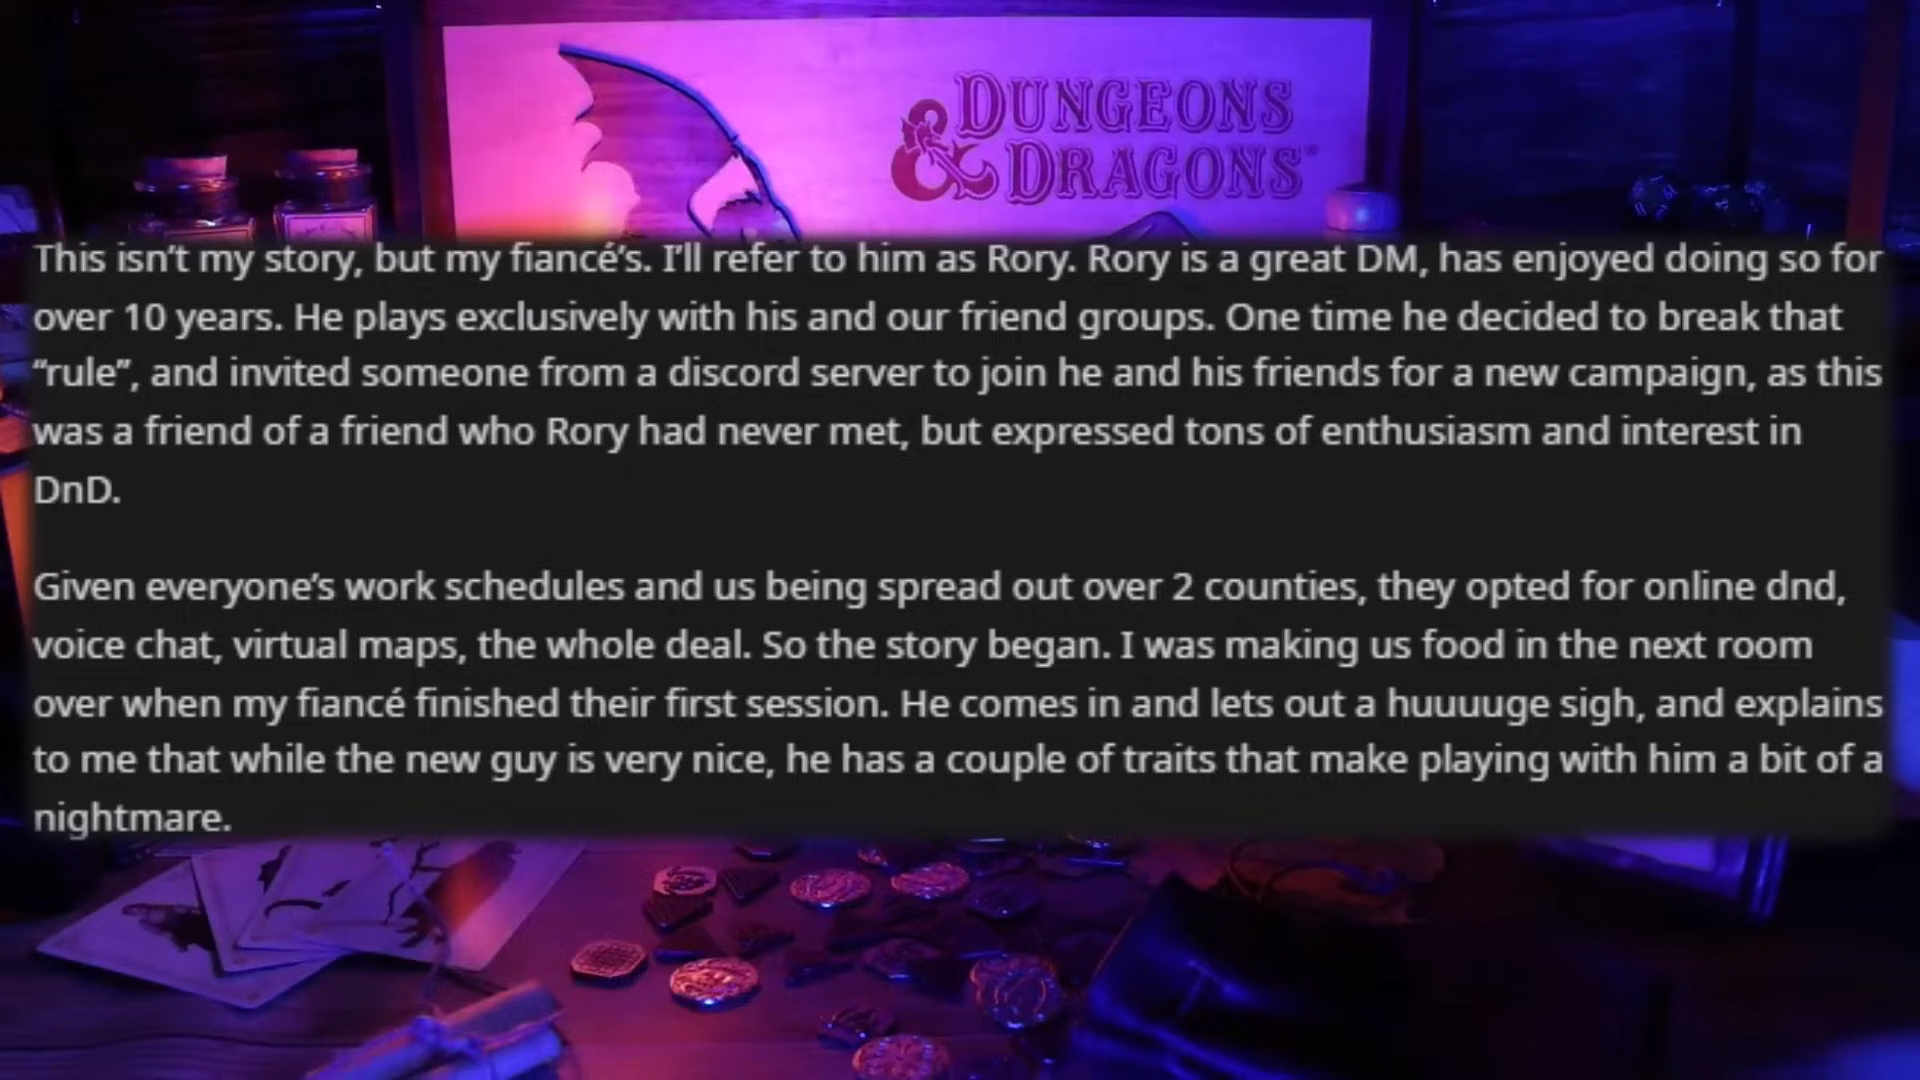 DUNGEONS
& DRAGONS
This isn't my story, but my fiancé's. I'll refer to him as Rory. Rory is a great DM, has enjoyed doing so for
over 10 years. He plays exclusively with his and our friend groups. One time he decided to break that
“rule”, and invited someone from a discord server to join he and his friends for a new campaign, as this
was a friend of a friend who Rory had never met, but expressed tons of enthusiasm and interest in
DnD.
Given everyone's work schedules and us being spread out over 2 counties, they opted for online dnd,
voice chat, virtual maps, the whole deal. So the story began. I was making us food in the next room
over when my fiancé finished their first session. He comes in and lets out a huuuuge sigh, and explains
to me that while the new guy is very nice, he has a couple of traits that make playing with him a bit of a
nightmare.